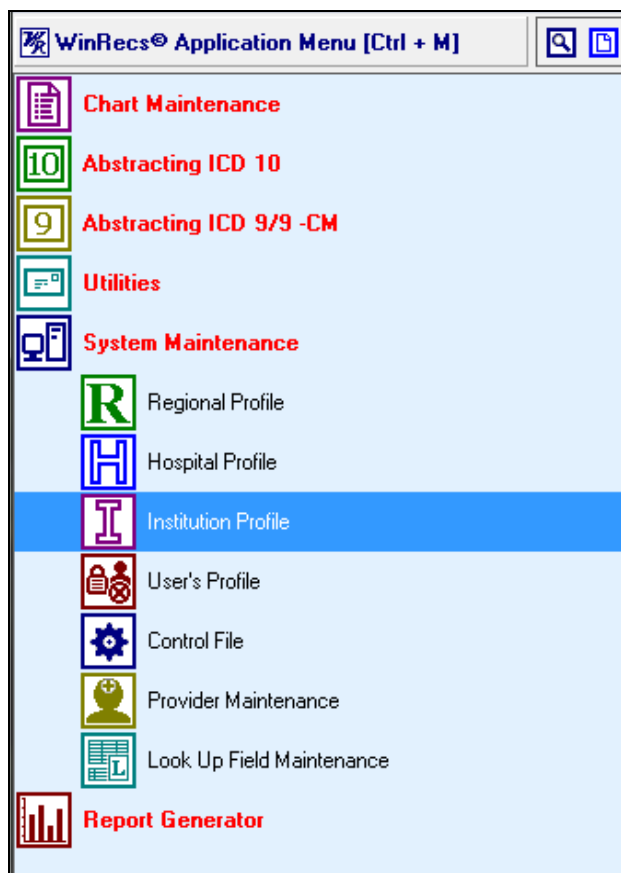 WinRecs© Application Menu [Ctrl + M]
Chart Maintenance
10 Abstracting ICD 10
9 Abstracting ICD 9/9 -CM
Utilities
System Maintenance
R Regional Profile
H Hospital Profile
I Institution Profile
User's Profile
Control File
Provider Maintenance
L Look Up Field Maintenance
Report Generator